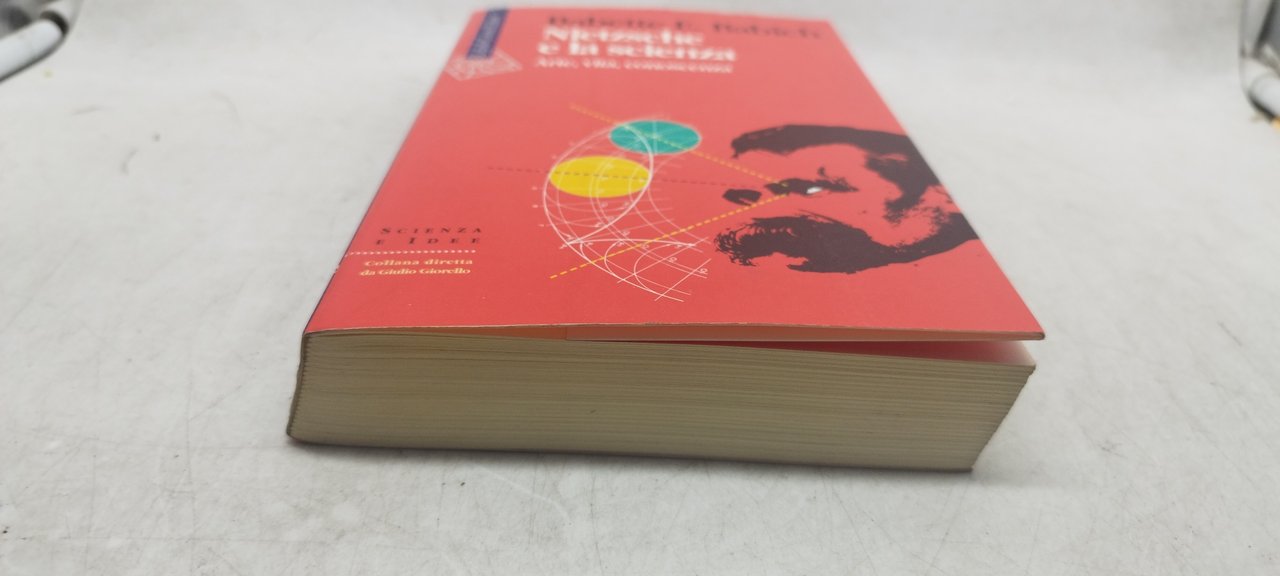 Babette E. Babich
Nietzsche
e la scienza
Arte, vita, conoscenza
SCIENZA
E IDEE
Collana diretta
da Giulio Giorello